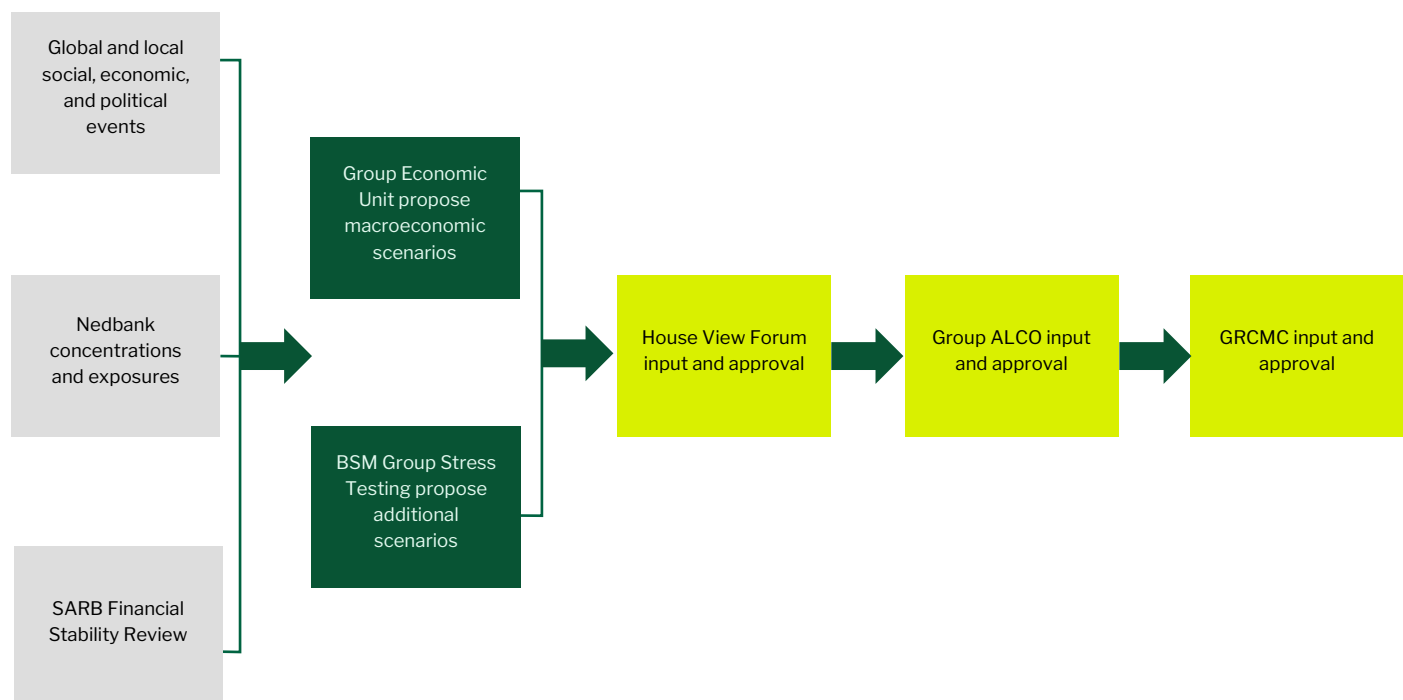 Global and local
social, economic,
and political
events
Nedbank
concentrations
and exposures
SARB Financial
Stability Review
Group Economic
Unit propose
macroeconomic
scenarios
BSM Group Stress
Testing propose
additional
scenarios
House View Forum
input and approval
Group ALCO input
and approval
GRCMC input and
approval